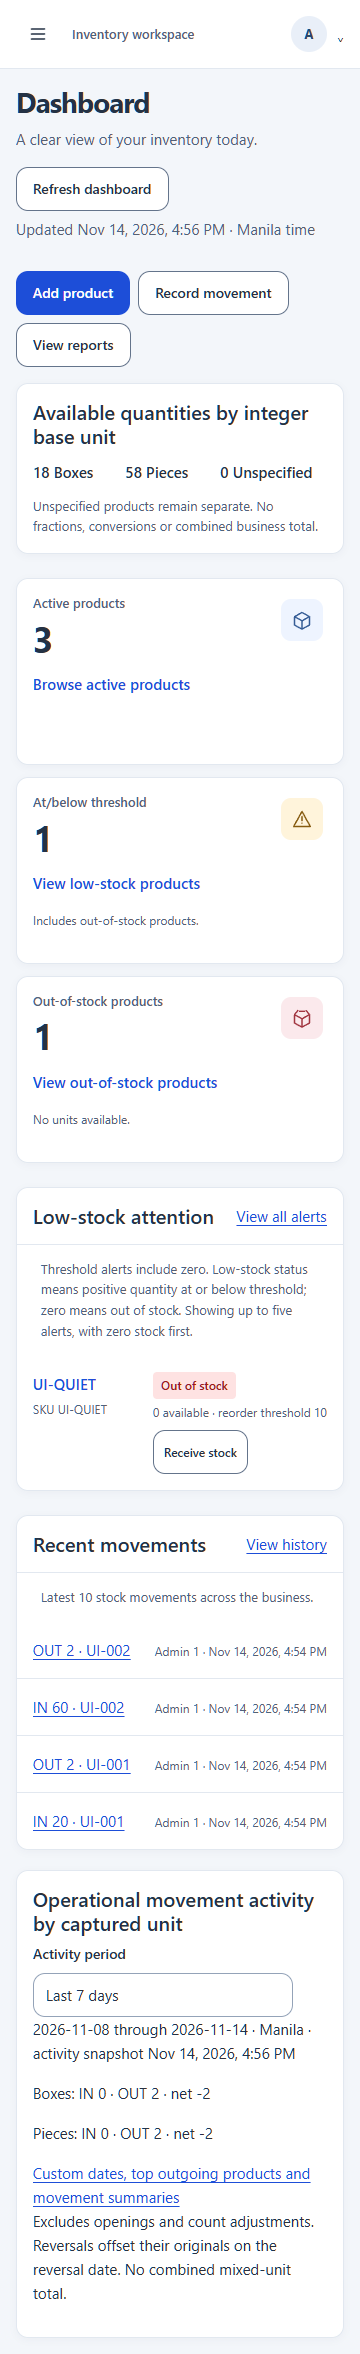 Inventory workspace
A
Dashboard
A clear view of your inventory today.
Refresh dashboard
Updated Nov 14, 2026, 4:56 PM · Manila time
Add product
Record movement
View reports
Available quantities by integer
base unit
18 Boxes 58 Pieces 0 Unspecified
Unspecified products remain separate. No
fractions, conversions or combined business total.
Active products
3
Browse active products
At/below threshold
1
View low-stock products
Includes out-of-stock products.
Out-of-stock products
1
View out-of-stock products
No units available.
Low-stock attention
View all alerts
Threshold alerts include zero. Low-stock status
means positive quantity at or below threshold;
zero means out of stock. Showing up to five
alerts, with zero stock first.
UI-QUIET
SKU UI-QUIET
Out of stock
0 available · reorder threshold 10
Receive stock
Recent movements
View history
Latest 10 stock movements across the business.
OUT 2 · UI-002 Admin 1 · Nov 14, 2026, 4:54 PM
IN 60 · UI-002 Admin 1 · Nov 14, 2026, 4:54 PM
OUT 2 · UI-001 Admin 1 · Nov 14, 2026, 4:54 PM
IN 20 · UI-001 Admin 1 · Nov 14, 2026, 4:54 PM
Operational movement activity
by captured unit
Activity period
Last 7 days
2026-11-08 through 2026-11-14 · Manila ·
activity snapshot Nov 14, 2026, 4:56 PM
Boxes: IN 0 · OUT 2 · net -2
Pieces: IN 0 · OUT 2 · net -2
Custom dates, top outgoing products and
movement summaries
Excludes openings and count adjustments.
Reversals offset their originals on the
reversal date. No combined mixed-unit
total.